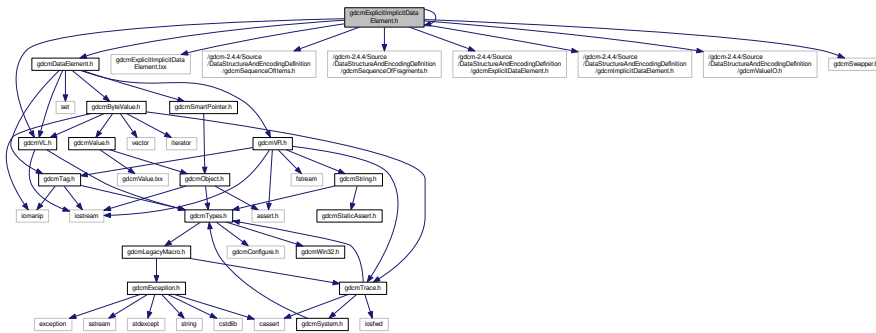 gdcmExplicitImplicitData
Element.h
gdcmDataElement.h
gdcmExplicitImplicitData
Element.txx
/gdcm-2.4.4/Source
/DataStructureAndEncodingDefinition
/gdcmSequenceOfItems.h
/gdcm-2.4.4/Source
/DataStructureAndEncodingDefinition
/gdcmSequenceOfFragments.h
/gdcm-2.4.4/Source
/DataStructureAndEncodingDefinition
/gdcmExplicitDataElement.h
/gdcm-2.4.4/Source
/DataStructureAndEncodingDefinition
/gdcmImplicitDataElement.h
/gdcm-2.4.4/Source
/DataStructureAndEncodingDefinition
/gdcmValueIO.h
gdcmSwapper.h
set
gdcmByteValue.h
gdcmSmartPointer.h
gdcmVL.h
gdcmValue.h
vector
iterator
gdcmVR.h
gdcmTag.h
gdcmValue.txx
gdcmObject.h
fstream
gdcmString.h
iomanip
iostream
gdcmTypes.h
assert.h
gdcmStaticAssert.h
gdcmLegacyMacro.h
gdcmConfigure.h
gdcmWin32.h
gdcmException.h
gdcmTrace.h
exception
sstream
stdexcept
string
cstdlib
cassert
gdcmSystem.h
iosfwd